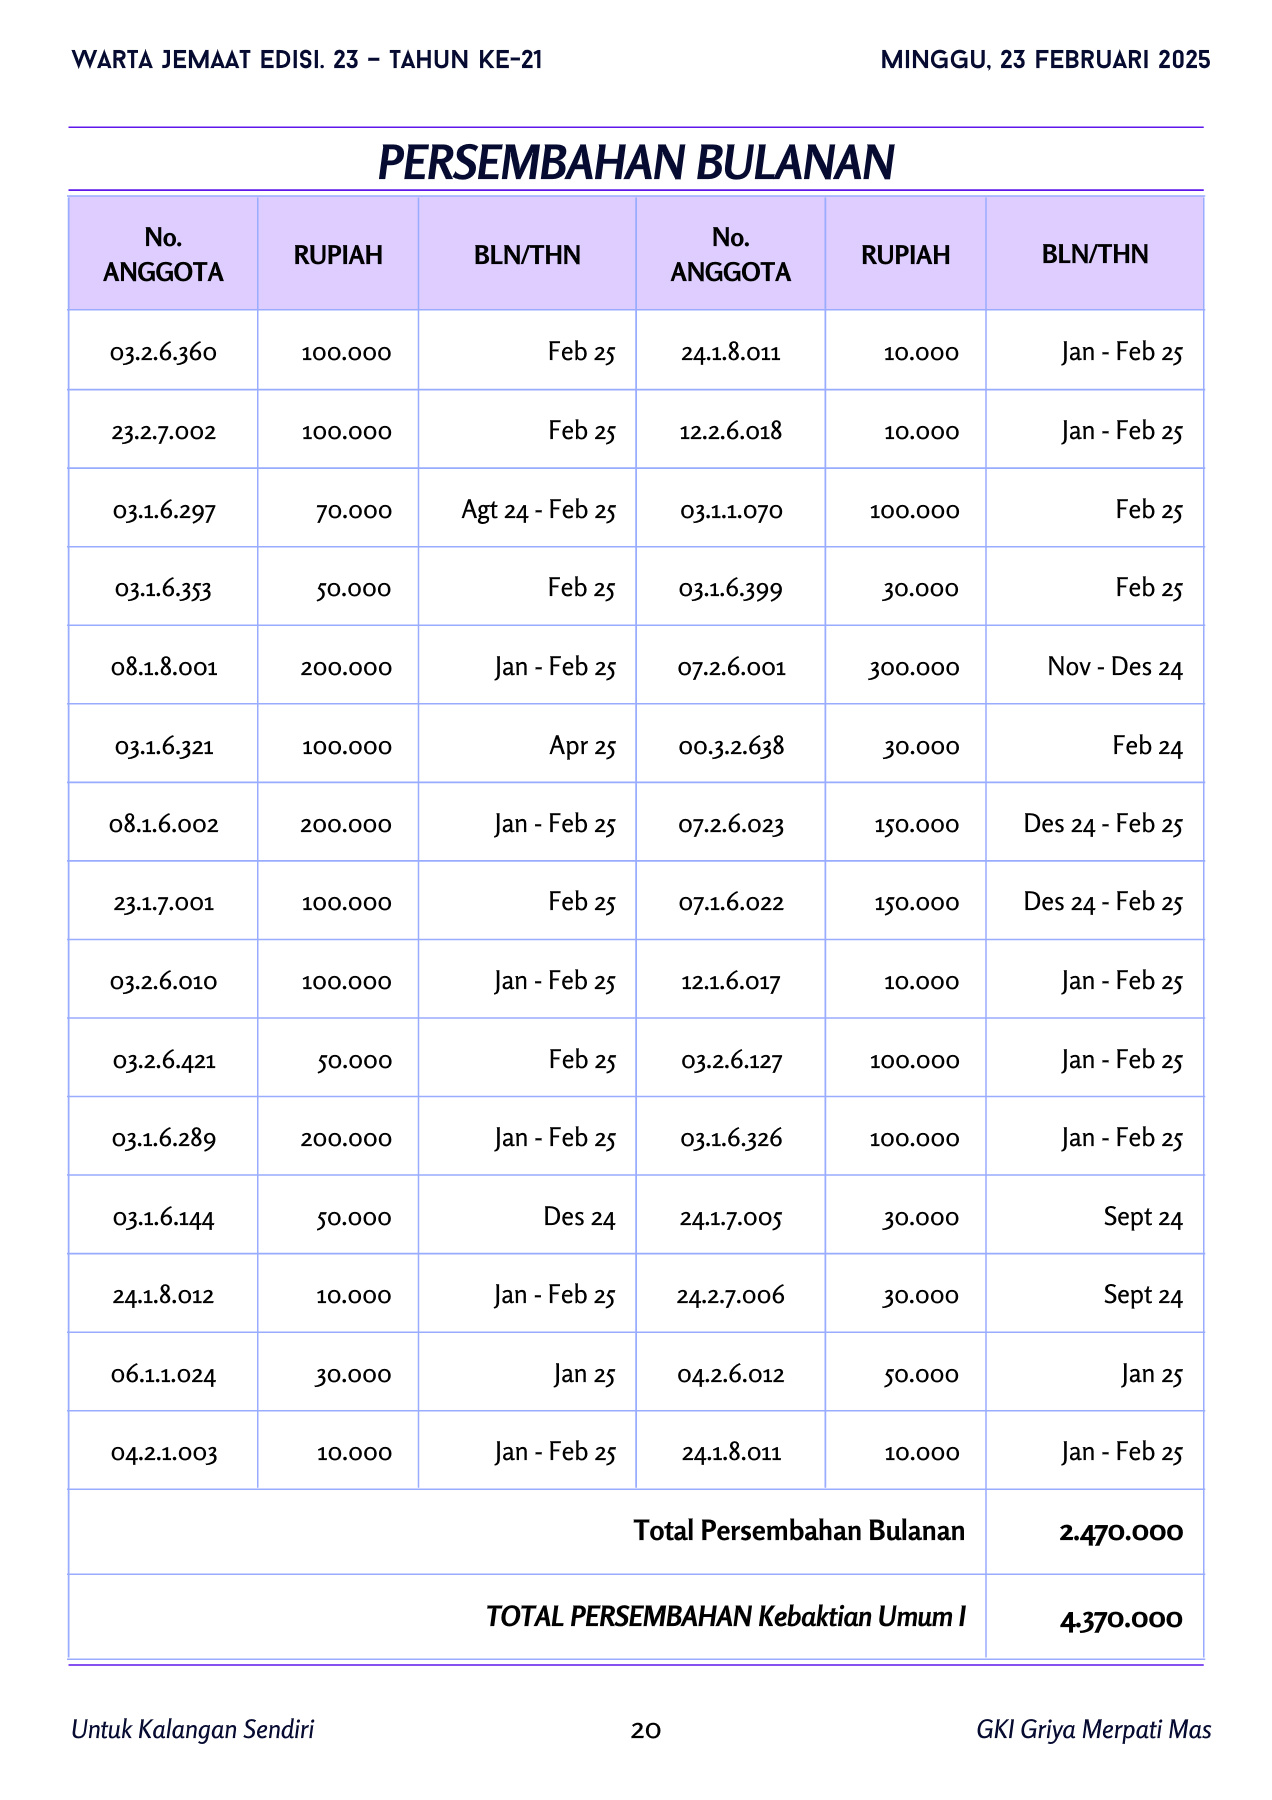 WARTA JEMAAT EDISI. 23 – TAHUN KE-21 MINGGU, 23 FEBRUARI 2025
PERSEMBAHAN BULANAN
No. ANGGOTA RUPIAH BLN/THN No. ANGGOTA RUPIAH BLN/THN
03.2.6.360 100.000 Feb 25 24.1.8.011 10.000 Jan - Feb 25
23.2.7.002 100.000 Feb 25 12.2.6.018 10.000 Jan - Feb 25
03.1.6.297 70.000 Agt 24 - Feb 25 03.1.1.070 100.000 Feb 25
03.1.6.353 50.000 Feb 25 03.1.6.399 30.000 Feb 25
08.1.8.001 200.000 Jan - Feb 25 07.2.6.001 300.000 Nov - Des 24
03.1.6.321 100.000 Apr 25 00.3.2.638 30.000 Feb 24
08.1.6.002 200.000 Jan - Feb 25 07.2.6.023 150.000 Des 24 - Feb 25
23.1.7.001 100.000 Feb 25 07.1.6.022 150.000 Des 24 - Feb 25
03.2.6.010 100.000 Jan - Feb 25 12.1.6.017 10.000 Jan - Feb 25
03.2.6.421 50.000 Feb 25 03.2.6.127 100.000 Jan - Feb 25
03.1.6.289 200.000 Jan - Feb 25 03.1.6.326 100.000 Jan - Feb 25
03.1.6.144 50.000 Des 24 24.1.7.005 30.000 Sept 24
24.1.8.012 10.000 Jan - Feb 25 24.2.7.006 30.000 Sept 24
06.1.1.024 30.000 Jan 25 04.2.6.012 50.000 Jan 25
04.2.1.003 10.000 Jan - Feb 25 24.1.8.011 10.000 Jan - Feb 25
Total Persembahan Bulanan 2.470.000
TOTAL PERSEMBAHAN Kebaktian Umum I 4.370.000
Untuk Kalangan Sendiri 20 GKI Griya Merpati Mas